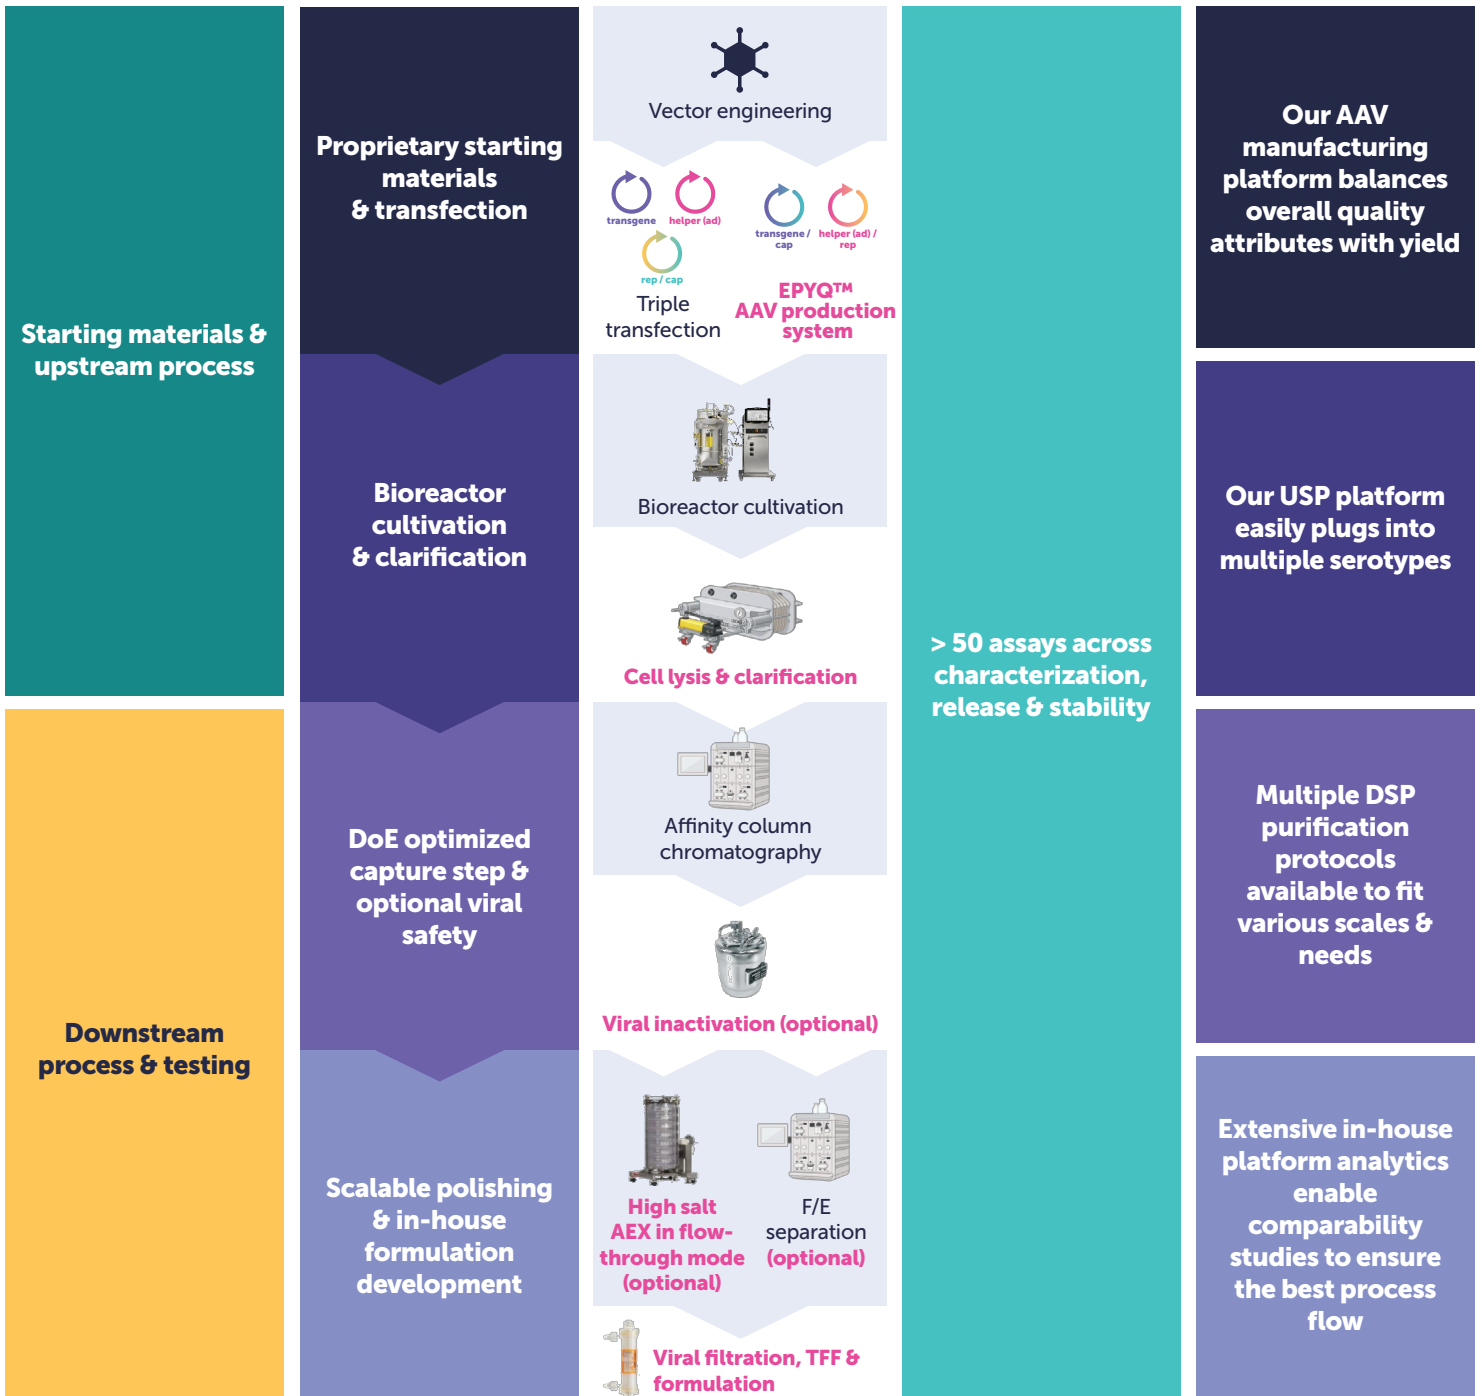 Starting materials &
upstream process
Downstream
process & testing
Proprietary starting
materials
& transfection
Bioreactor
cultivation
& clarification
DoE optimized
capture step &
optional viral
safety
Scalable polishing
& in-house
formulation
development
Vector engineering
transgene
helper (ad)
rep / cap
Triple
transfection
transgene /
cap
helper (ad) /
rep
EPYQ™
AAV production
system
Bioreactor cultivation
Cell lysis & clarification
Affinity column
chromatography
Viral inactivation (optional)
High salt
AEX in flow-
through mode
(optional)
F/E
separation
(optional)
Viral filtration, TFF &
formulation
> 50 assays across
characterization,
release & stability
Our AAV
manufacturing
platform balances
overall quality
attributes with yield
Our USP platform
easily plugs into
multiple serotypes
Multiple DSP
purification
protocols
available to fit
various scales &
needs
Extensive in-house
platform analytics
enable
comparability
studies to ensure
the best process
flow